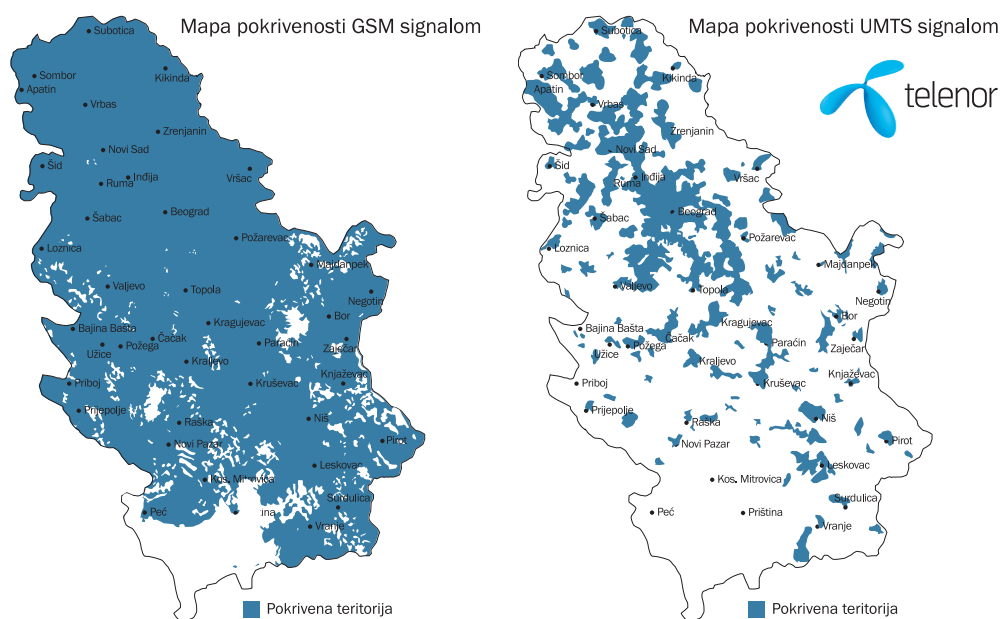 Mapa pokrivenosti GSM signalom
Subotica
Sombor
Kikinda
Apatin
Vrbas
Zrenjanin
Novi Sad
Šid
Inđija
Ruma
Vršac
Šabac
Beograd
Požarevac
Loznica
Majdanpek
Valjevo
Topola
Negotin
Bor
Kragujevac
Bajina Bašta
Čačak
Užice
Požega
Paraćin
Zaječar
Kraljevo
Knjaževac
Priboj
Kruševac
Prijepolje
Niš
Raška
Novi Pazar
Pirot
Leskovac
Kos. Mitrovica
Surdulica
Peć
ina
Vranje
Pokrivena teritorija
Mapa pokrivenosti UMTS signalom
telenor
Subotica
Sombor
Kikinda
Apatin
Vrbas
Zrenjanin
Novi Sad
Šid
Inđija
Ruma
Vršac
Šabac
Beograd
Požarevac
Loznica
Majdanpek
Valjevo
Topola
Negotin
Bor
Kragujevac
Bajina Bašta
Čačak
Užice
Požega
Paraćin
Zaječar
Kraljevo
Knjaževac
Priboj
Kruševac
Prijepolje
Niš
Raška
Novi Pazar
Pirot
Leskovac
Kos. Mitrovica
Surdulica
Peć
Priština
Vranje
Pokrivena teritorija